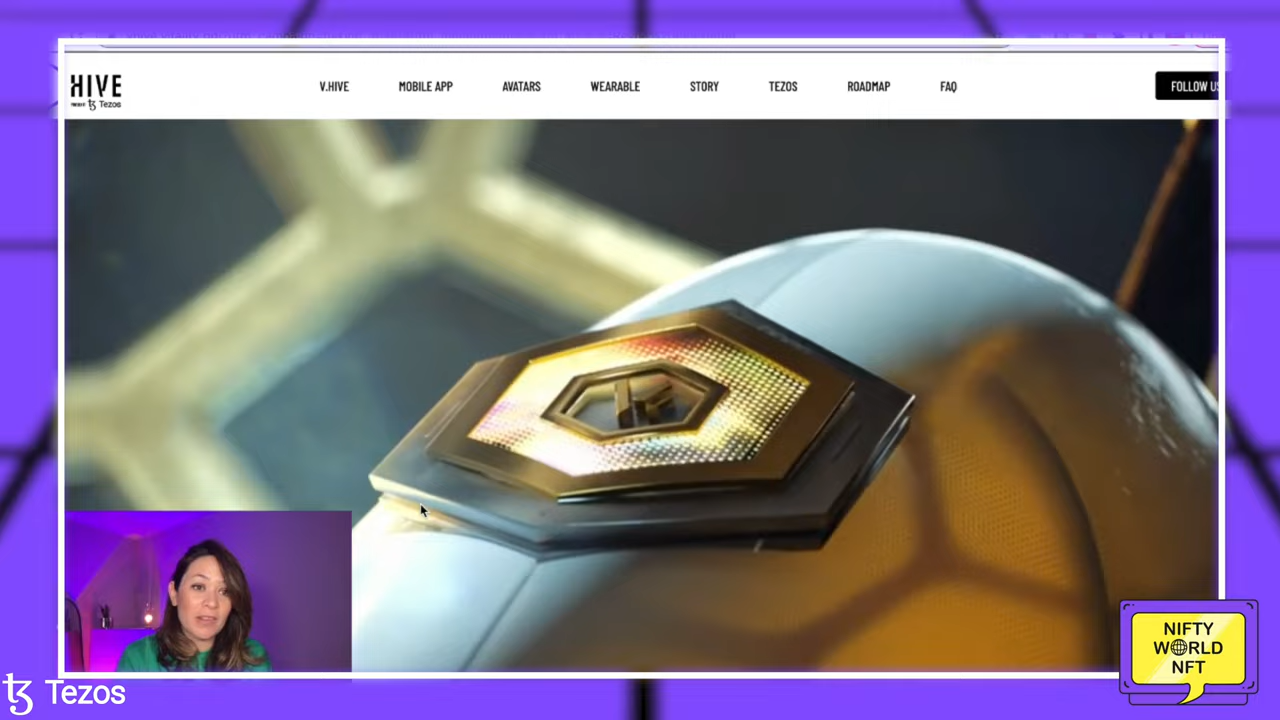 HIVE
Tezos
V.HIVE
MOBILE APP
AVATARS
WEARABLE
STORY
TEZOS
ROADMAP
FAQ
FOLLOW US
NIFTY
WORLD
NFT
Tezos